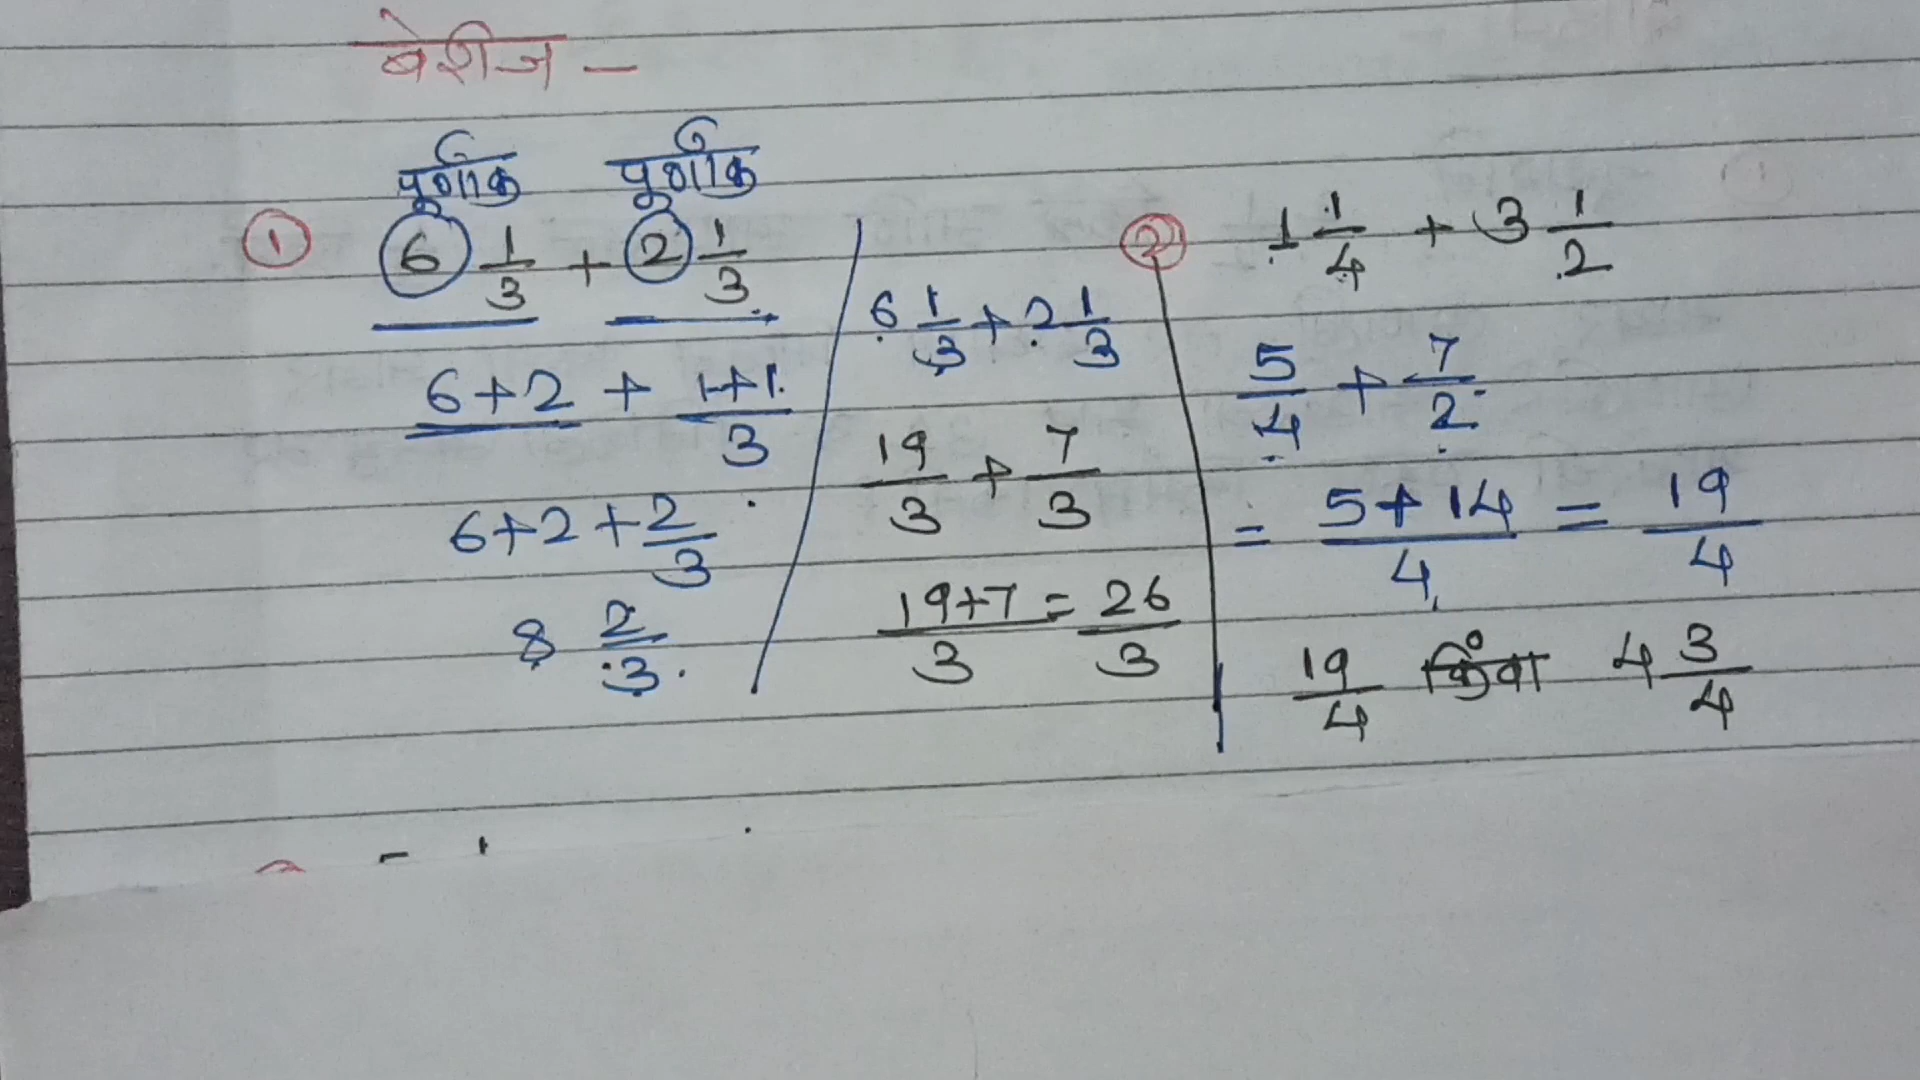 बेरीज -
पूर्णांक पूर्णांक
① 6 1/3 + 2 1/3
6+2 + 1+1/3
6+2+2/3
8 2/3
6 1/3 + 2 1/3
19/3 + 7/3
19+7/3 = 26/3
② 1 1/4 + 3 1/2
5/4 + 7/2
= 5+14/4 = 19/4
19/4 किंवा 4 3/4